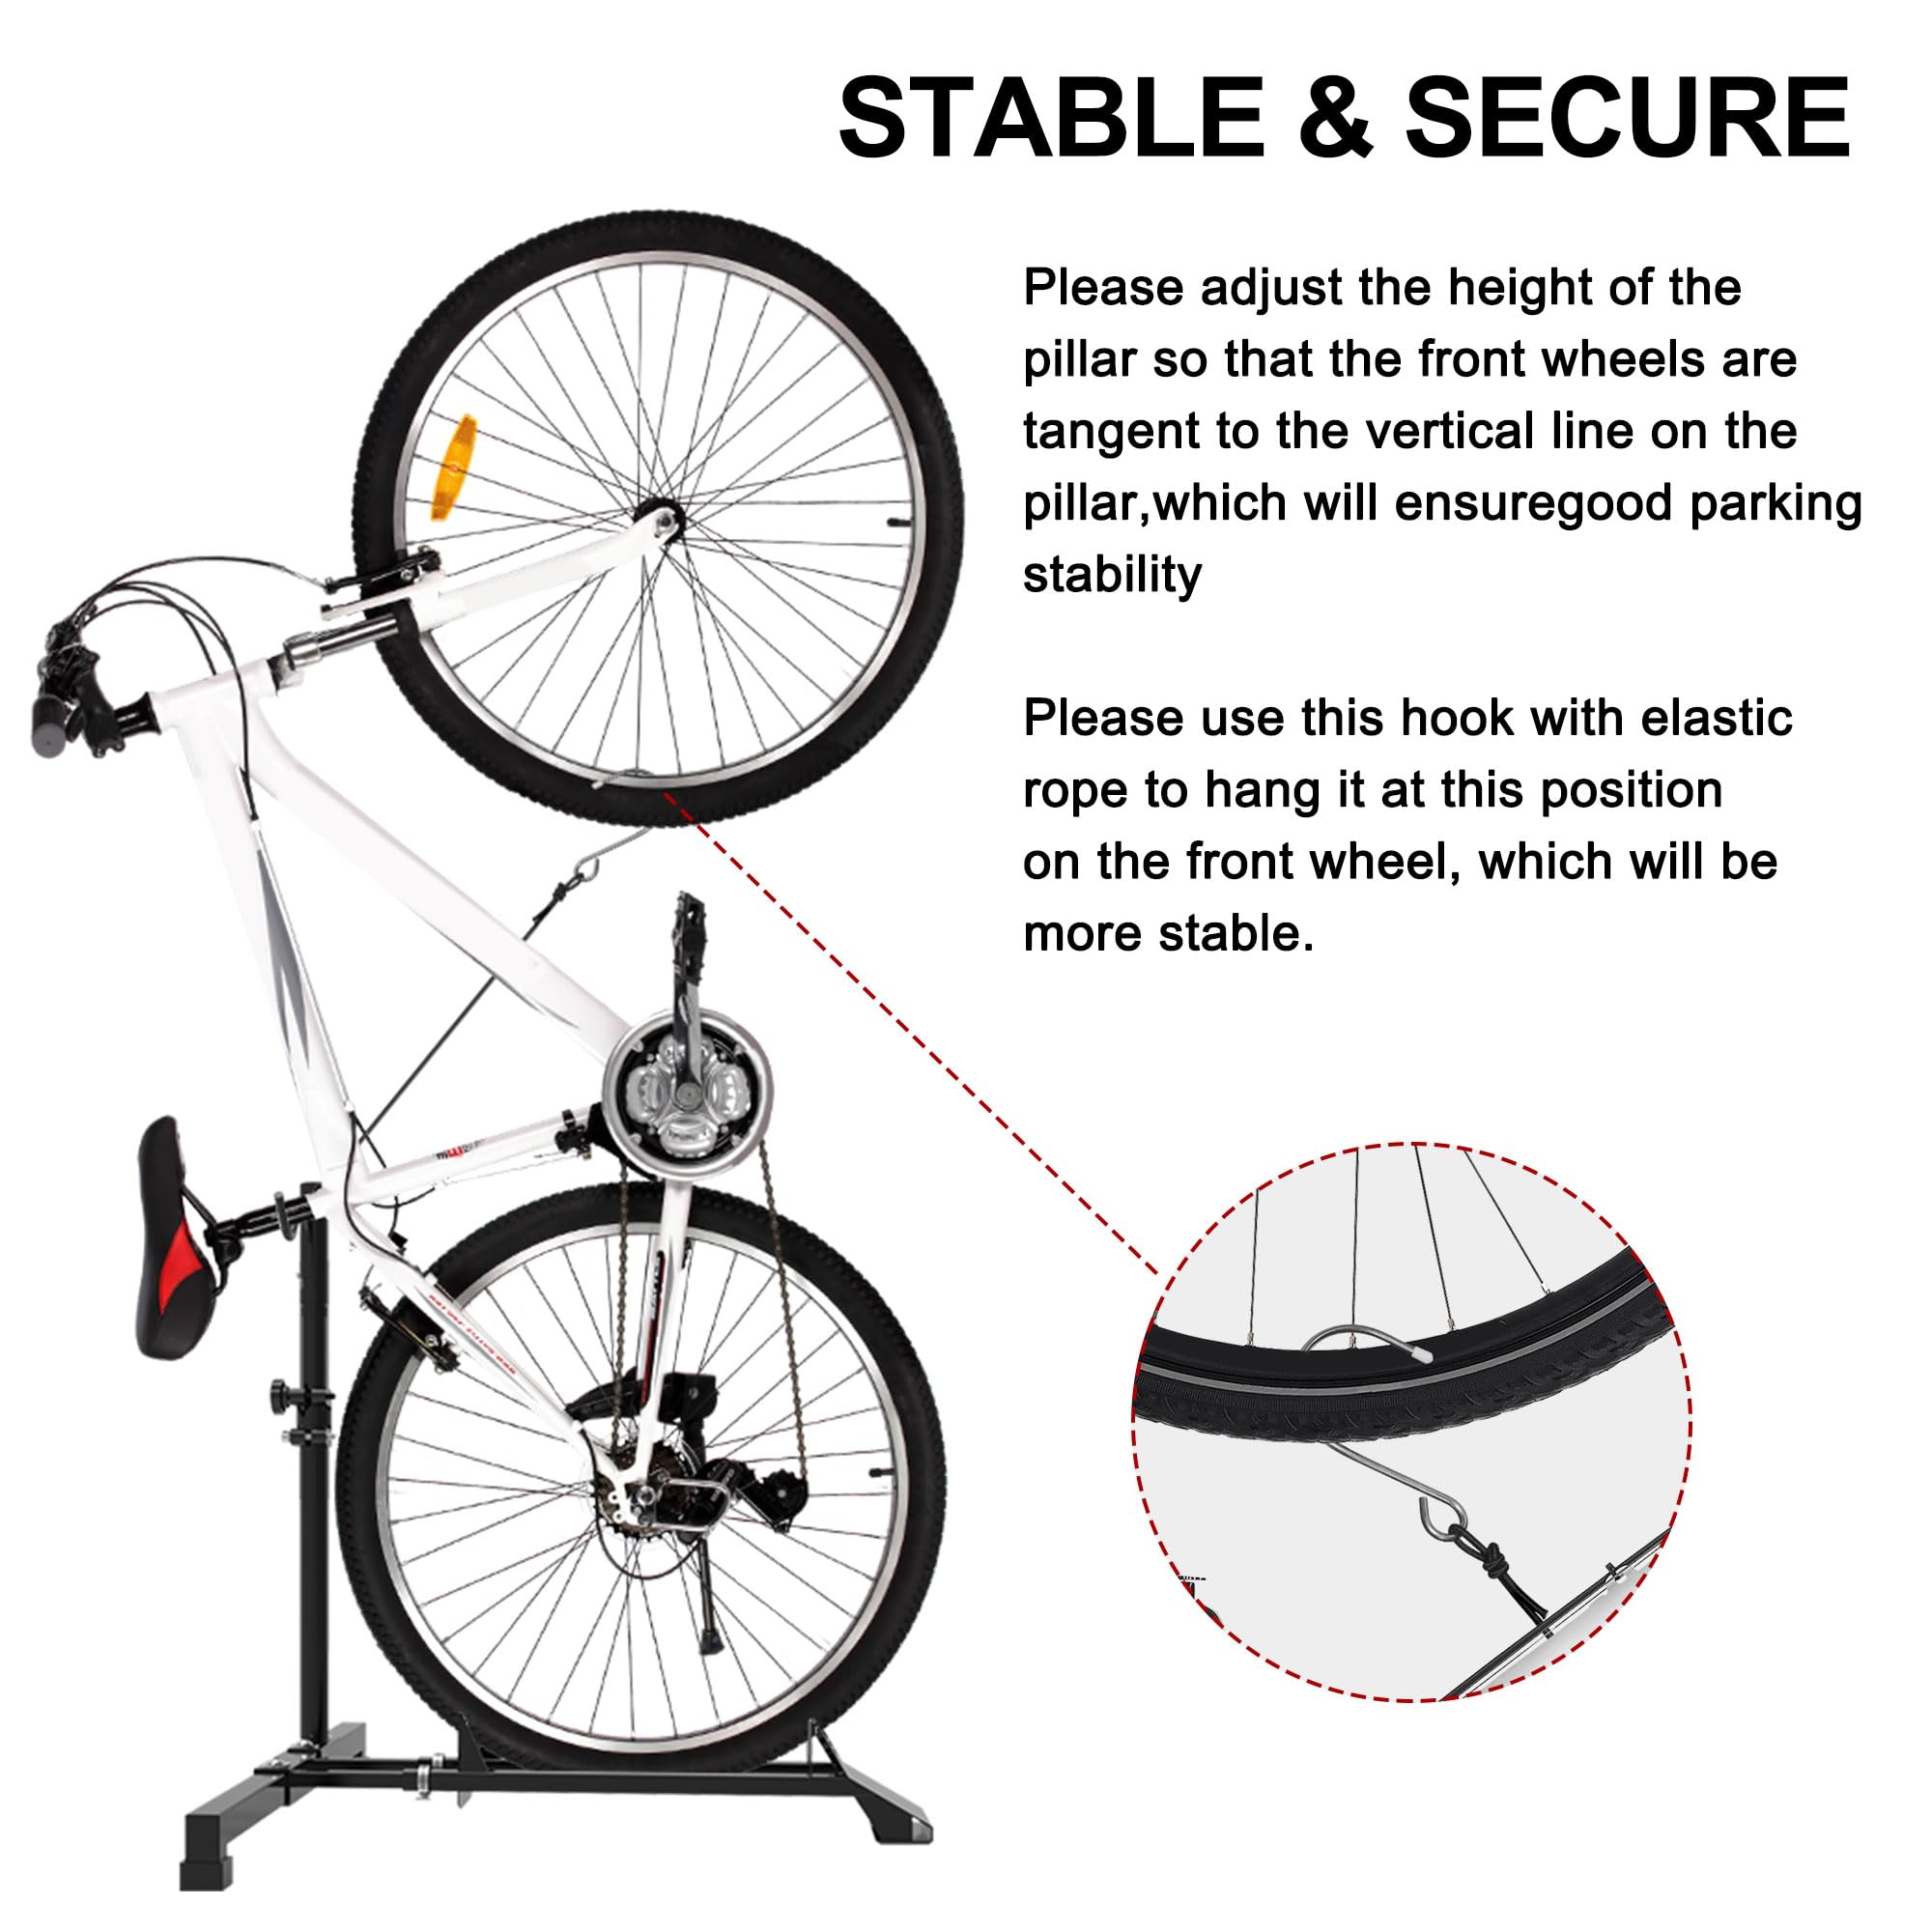 STABLE & SECURE
Please adjust the height of the
pillar so that the front wheels are
tangent to the vertical line on the
pillar,which will ensuregood parking
stability
Please use this hook with elastic
rope to hang it at this position
on the front wheel, which will be
more stable.